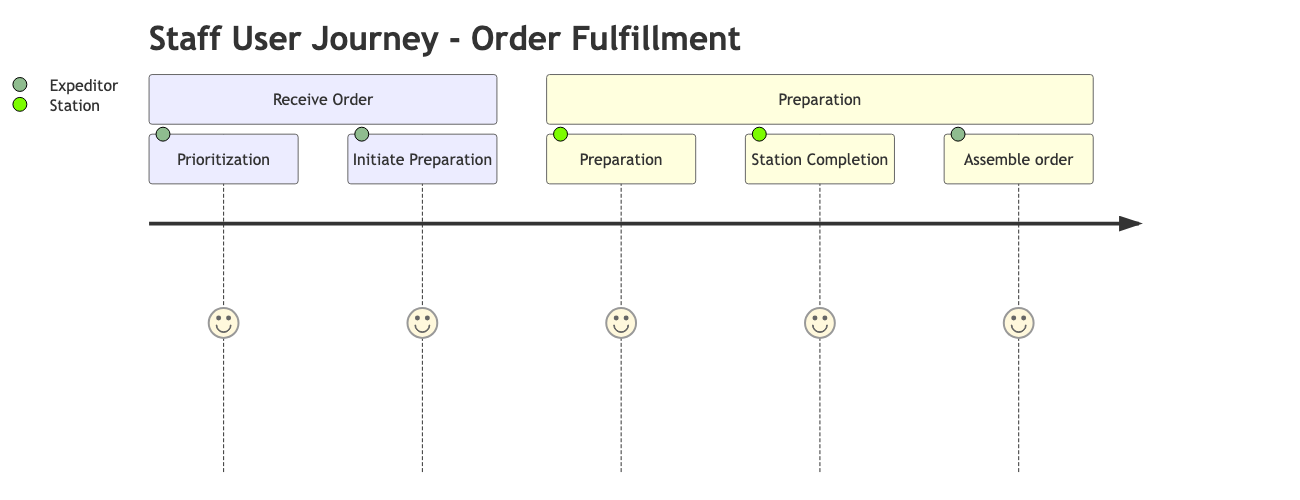 Staff User Journey - Order Fulfillment
Expeditor
Station
Receive Order
Preparation
Prioritization
Initiate Preparation
Preparation
Station Completion
Assemble order